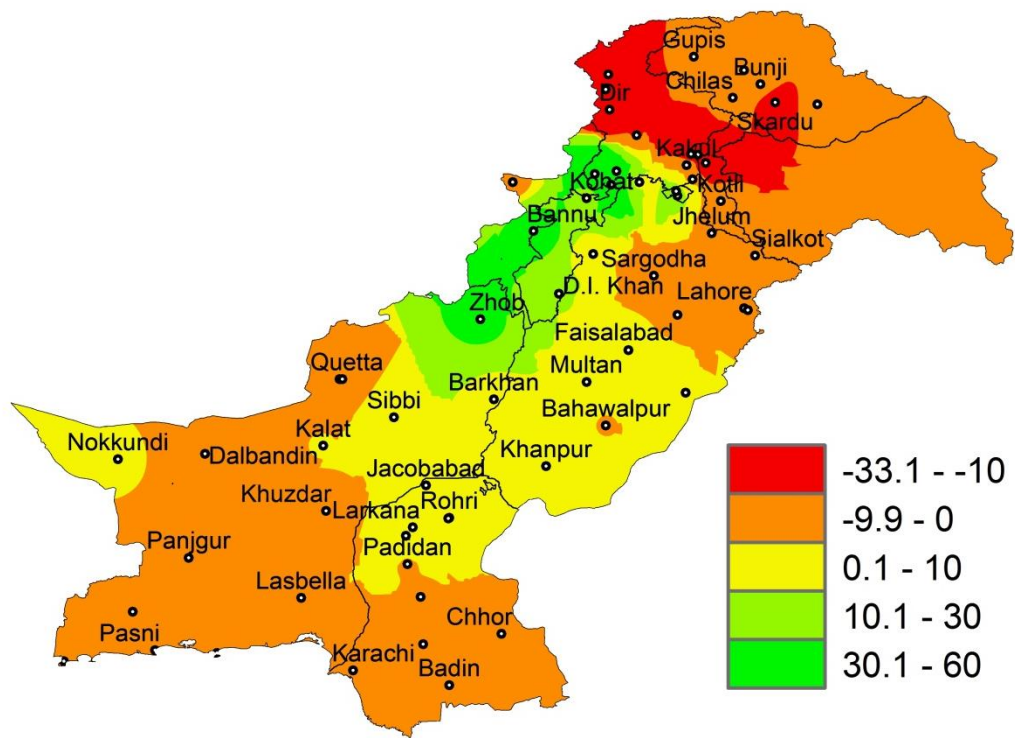 Gupis
Bunji
Chilas
Dir
Skardu
Kakul
Kohat
Kotli
Bannu
Jhelum
Sialkot
Sargodha
D.I. Khan
Lahore
Zhob
Faisalabad
Quetta
Multan
Barkhan
Sibbi
Bahawalpur
Nokkundi
Kalat
Dalbandin
Khanpur
Jacobabad
Khuzdar
Larkana
Rohri
Panjgur
Padidan
Lasbella
Pasni
Chhor
Karachi
Badin
-33.1 - -10
-9.9 - 0
0.1 - 10
10.1 - 30
30.1 - 60